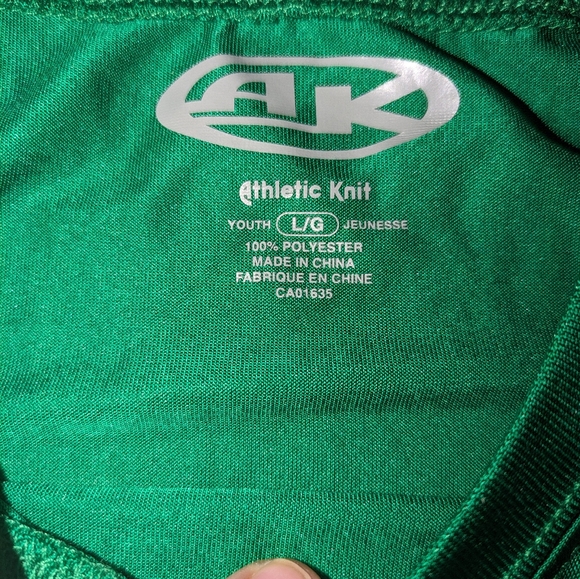 AK
Athletic Knit
YOUTH L/G JEUNESSE
100% POLYESTER
MADE IN CHINA
FABRIQUE EN CHINE
CA01635